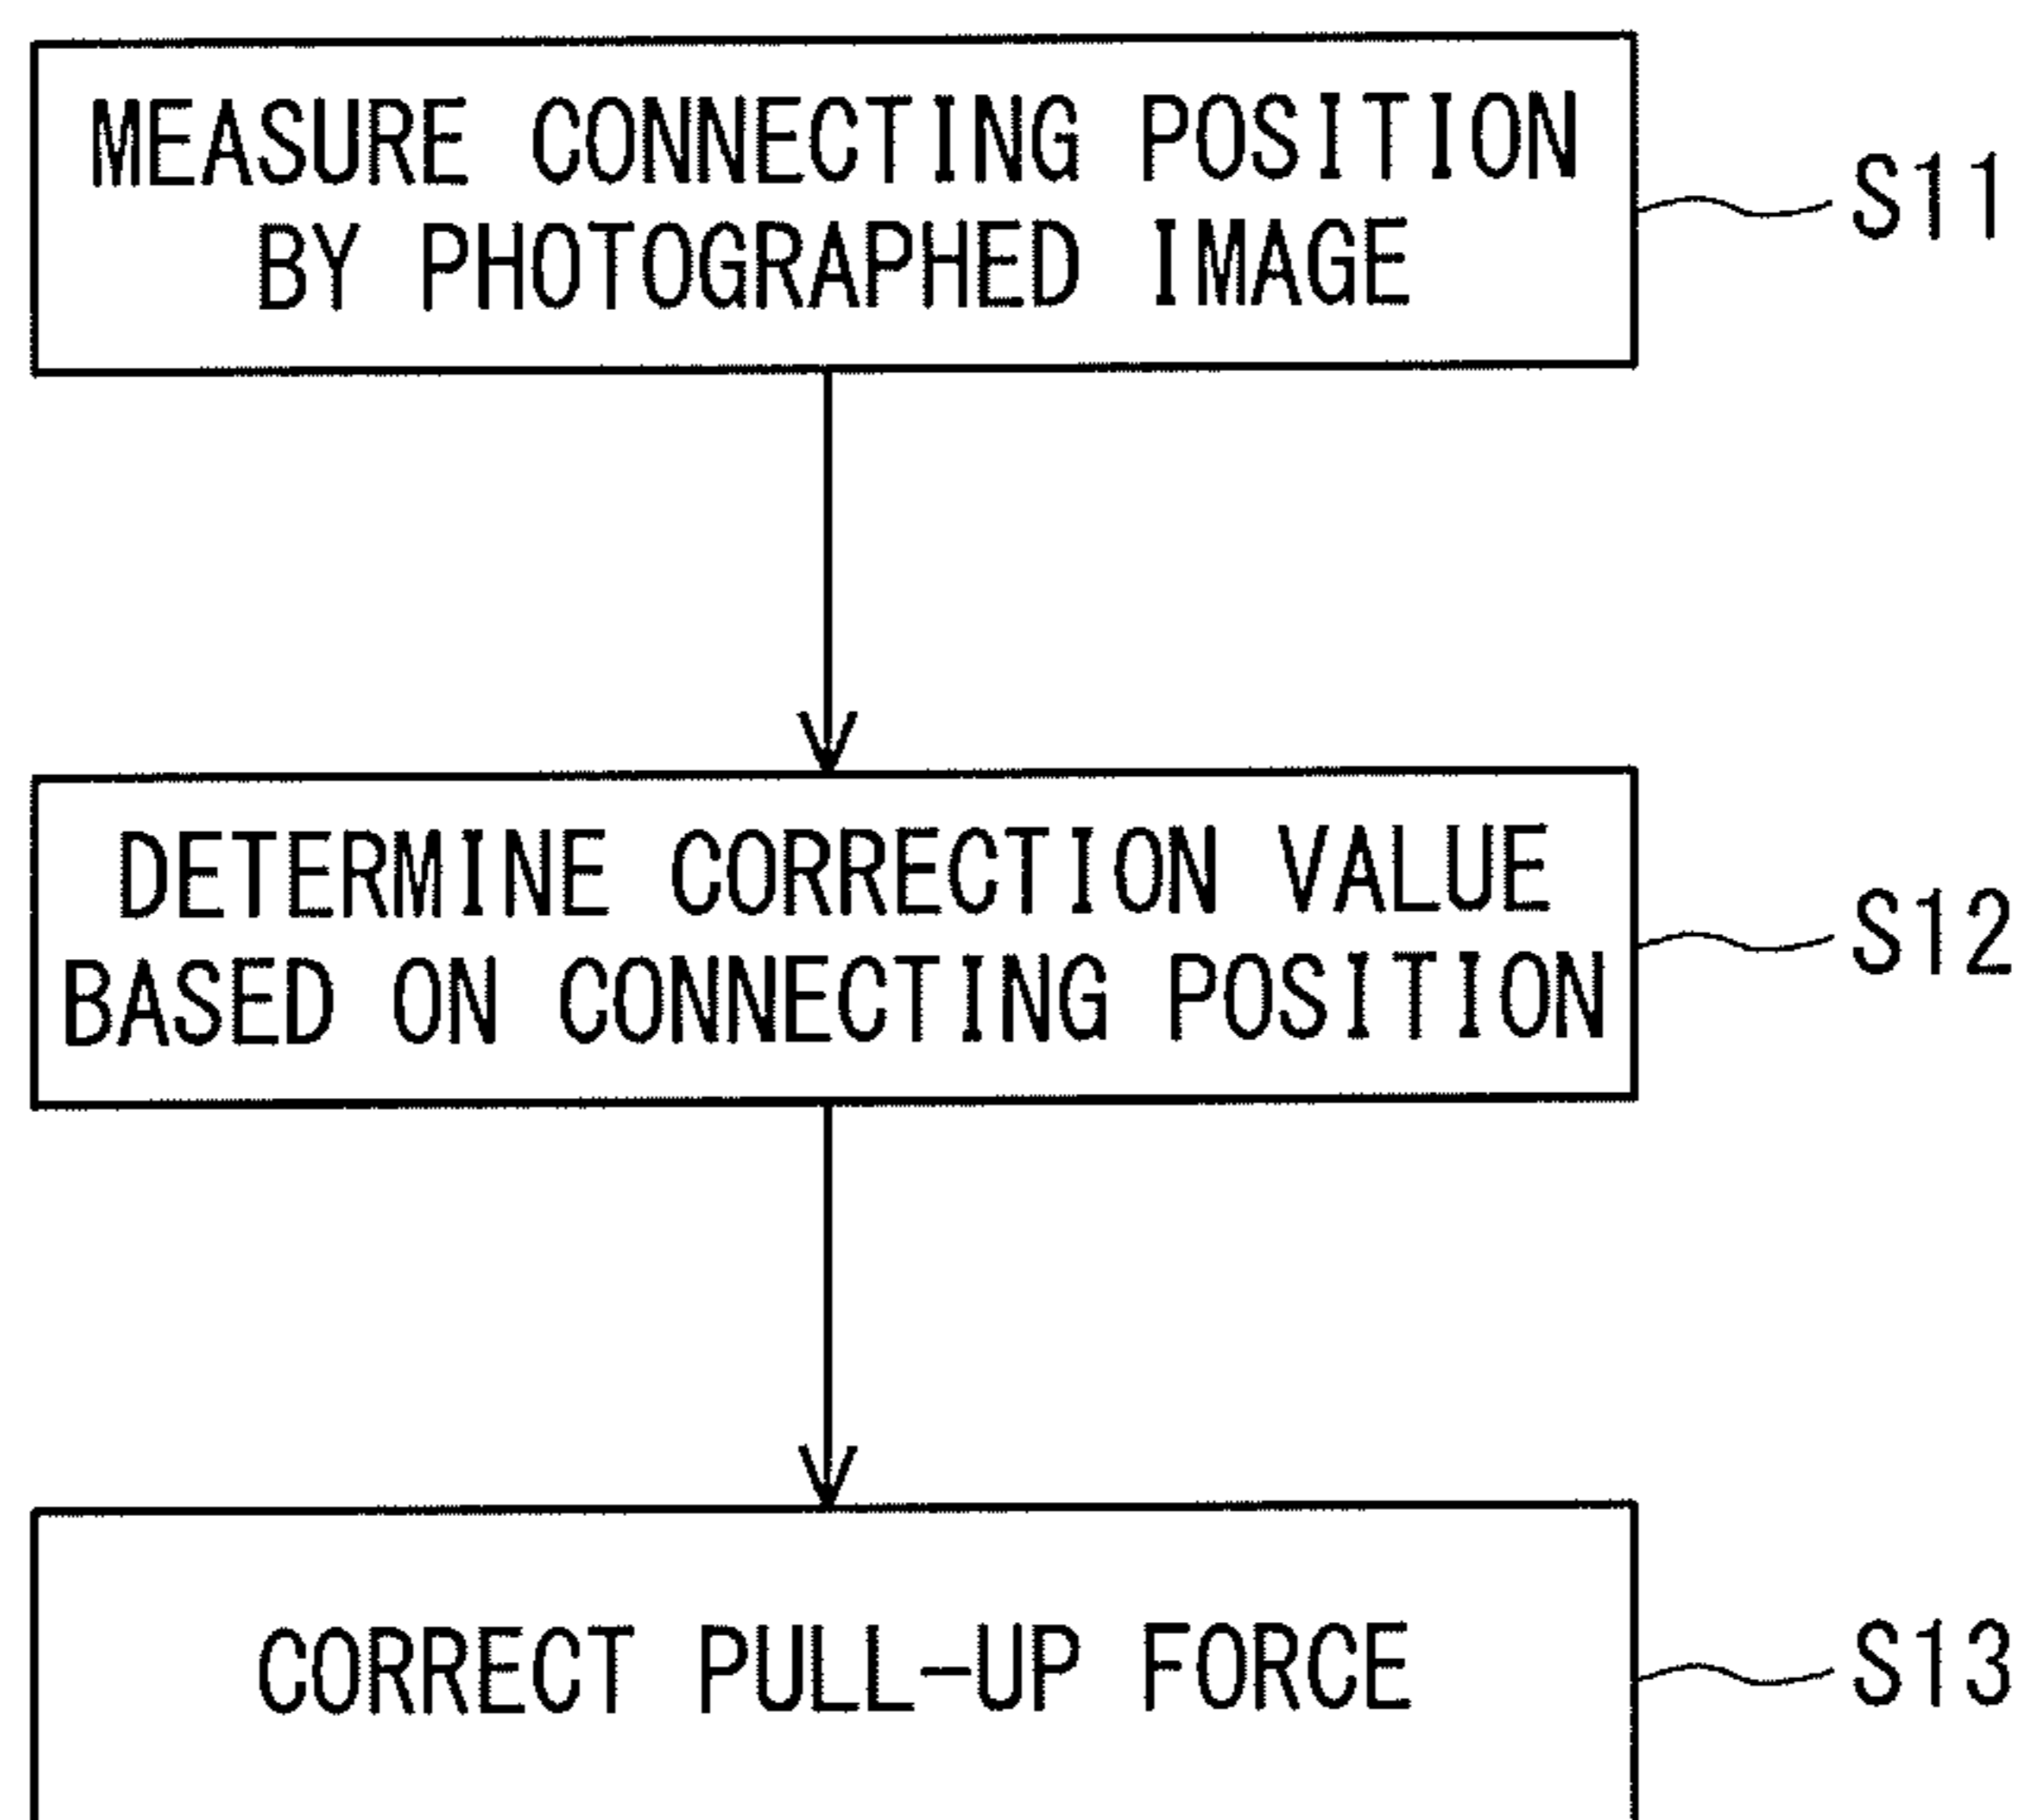 MEASURE CONNECTING POSITION
BY PHOTOGRAPHED IMAGE
S11
DETERMINE CORRECTION VALUE
BASED ON CONNECTING POSITION
S12
CORRECT PULL-UP FORCE
S13